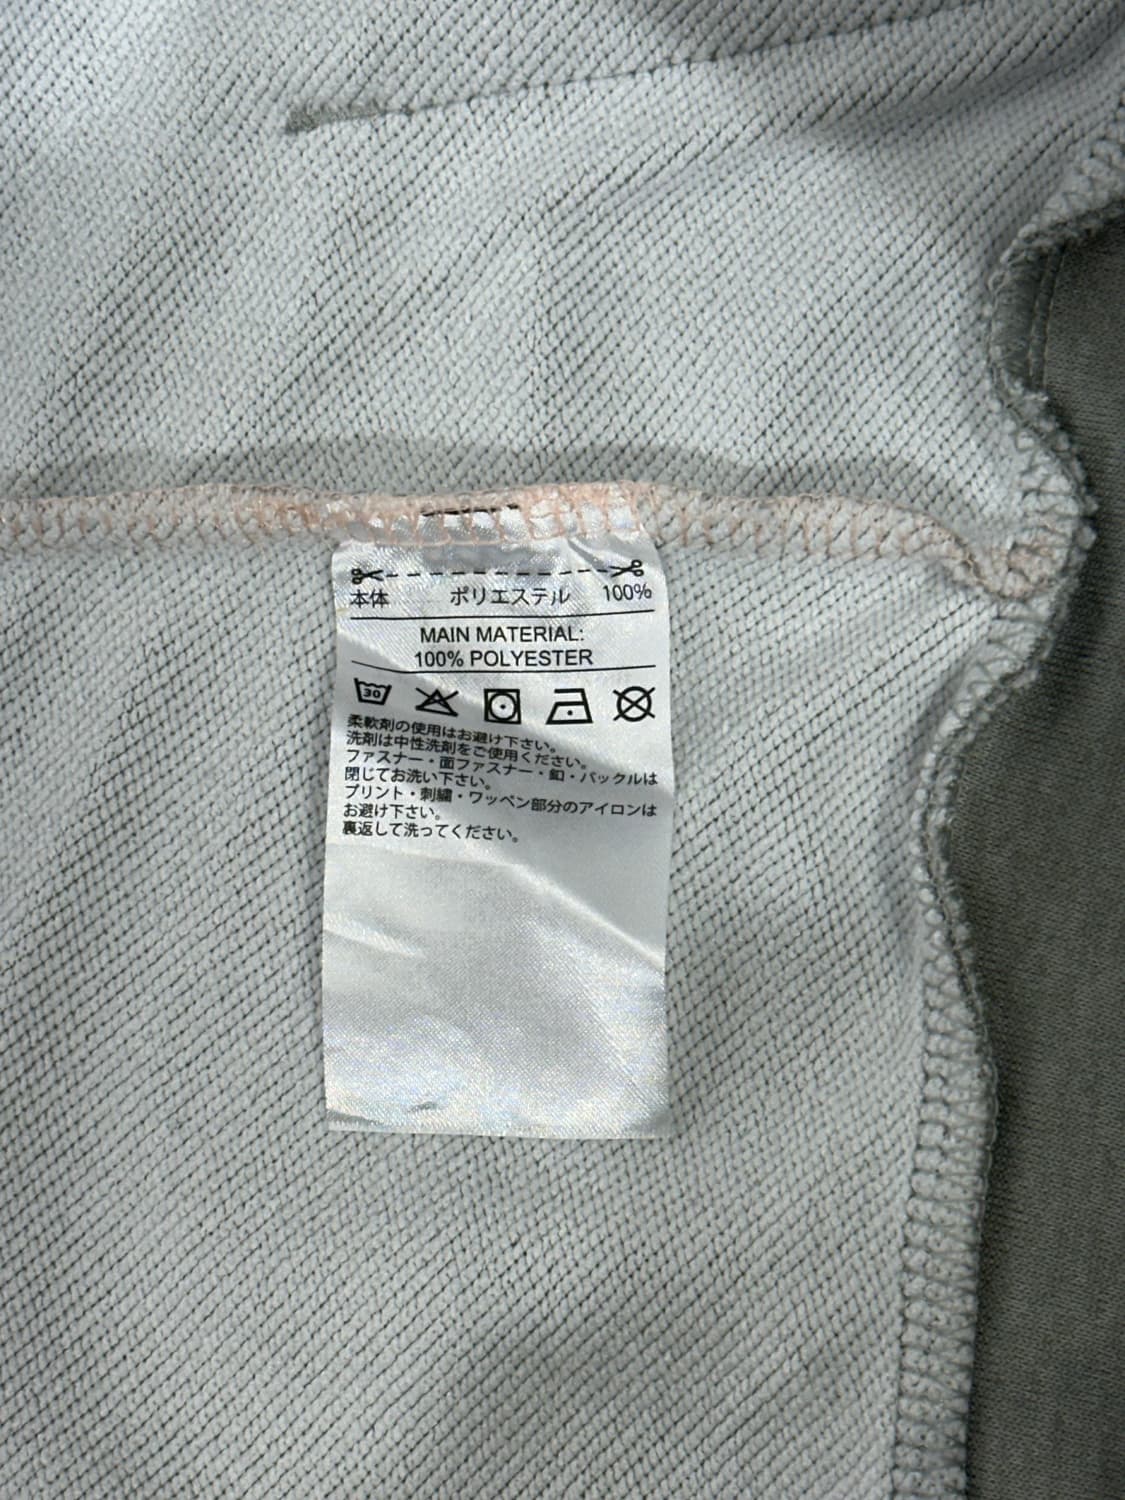 本体 ポリエステル 100%
MAIN MATERIAL:
100% POLYESTER
30
柔軟剤の使用はお避け下さい。
洗剤は中性洗剤をご使用ください。
ファスナー・面ファスナー・釦・バックルは
閉じてお洗い下さい。
プリント・刺繍・ワッペン部分のアイロンは
お避け下さい。
裏返して洗ってください。